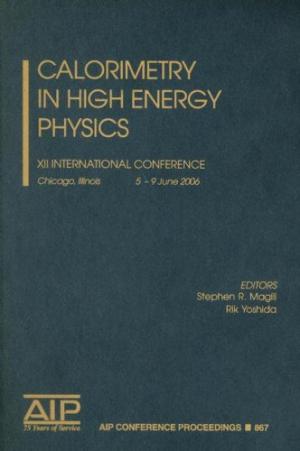 CALORIMETRY
IN HIGH ENERGY
PHYSICS
XII INTERNATIONAL CONFERENCE
Chicago, Illinois 5 – 9 June 2006
EDITORS
Stephen R. Magill
Rik Yoshida
AIP
75 Years of Service
AIP CONFERENCE PROCEEDINGS ■ 867